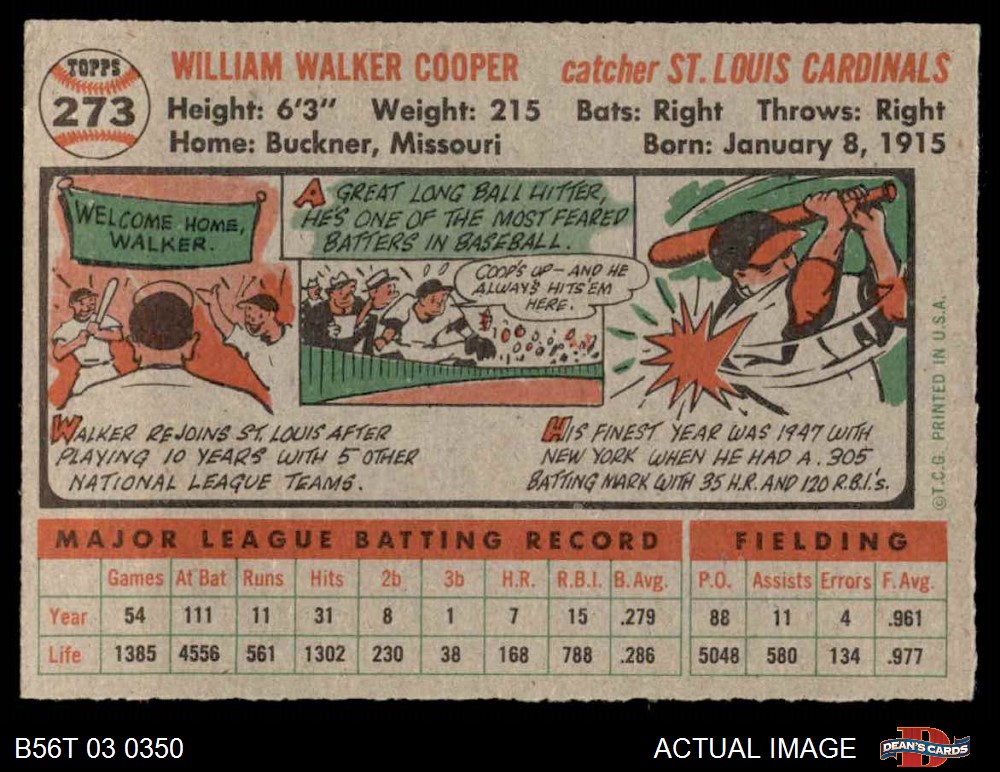 TOPPS
273
WILLIAM WALKER COOPER catcher ST. LOUIS CARDINALS
Height: 6'3" Weight: 215 Bats: Right Throws: Right
Home: Buckner, Missouri Born: January 8, 1915
WELCOME HOME,
WALKER.
A GREAT LONG BALL HITTER,
HE'S ONE OF THE MOST FEARED
BATTERS IN BASEBALL.
COOP'S UP—AND HE
ALWAYS HITS 'EM
HERE.
WALKER REJOINS ST. LOUIS AFTER
PLAYING 10 YEARS WITH 5 OTHER
NATIONAL LEAGUE TEAMS.
HIS FINEST YEAR WAS 1947 WITH
NEW YORK WHEN HE HAD A .305
BATTING MARK WITH 35 H.R. AND 120 R.B.I.'s.
©T.C.G. PRINTED IN U.S.A.
MAJOR LEAGUE BATTING RECORD FIELDING
Games At Bat Runs Hits 2b 3b H.R. R.B.I. B.Avg. P.O. Assists Errors F.Avg.
Year 54 111 11 31 8 1 7 15 .279 88 11 4 .961
Life 1385 4556 561 1302 230 38 168 788 .286 5048 580 134 .977
B56T 03 0350 ACTUAL IMAGE DEAN'S CARDS